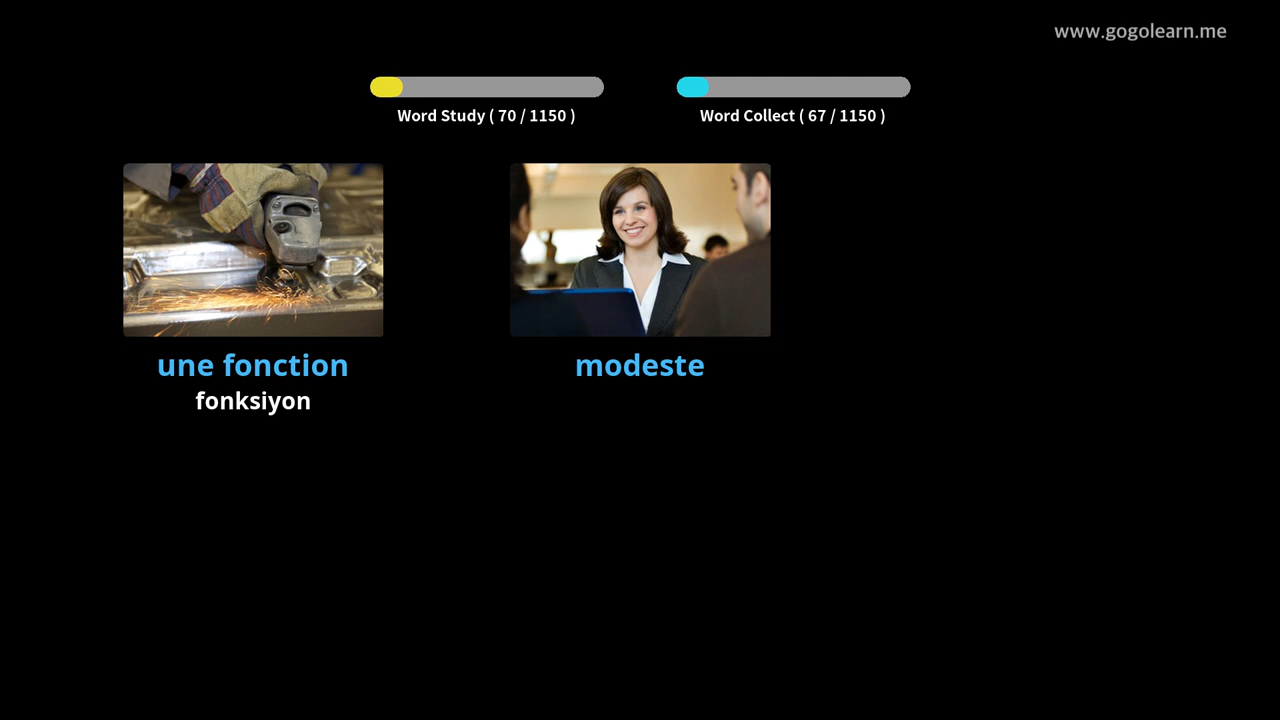 www.gogolearn.me
Word Study ( 70 / 1150 )
Word Collect ( 67 / 1150 )
une fonction
fonksiyon
modeste